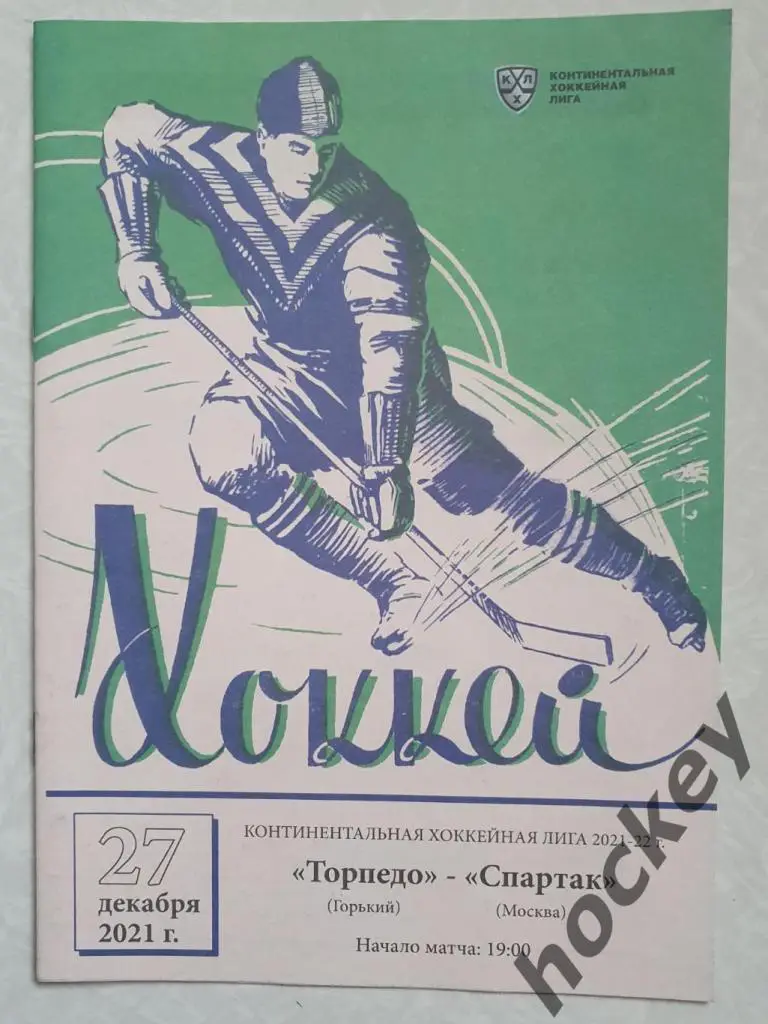 КХЛ
КОНТИНЕНТАЛЬНАЯ
ХОККЕЙНАЯ
ЛИГА
Хоккей
27
декабря
2021 г.
КОНТИНЕНТАЛЬНАЯ ХОККЕЙНАЯ ЛИГА 2021-22 г.
«Торпедо» - «Спартак»
(Горький) (Москва)
Начало матча: 19:00
hockey